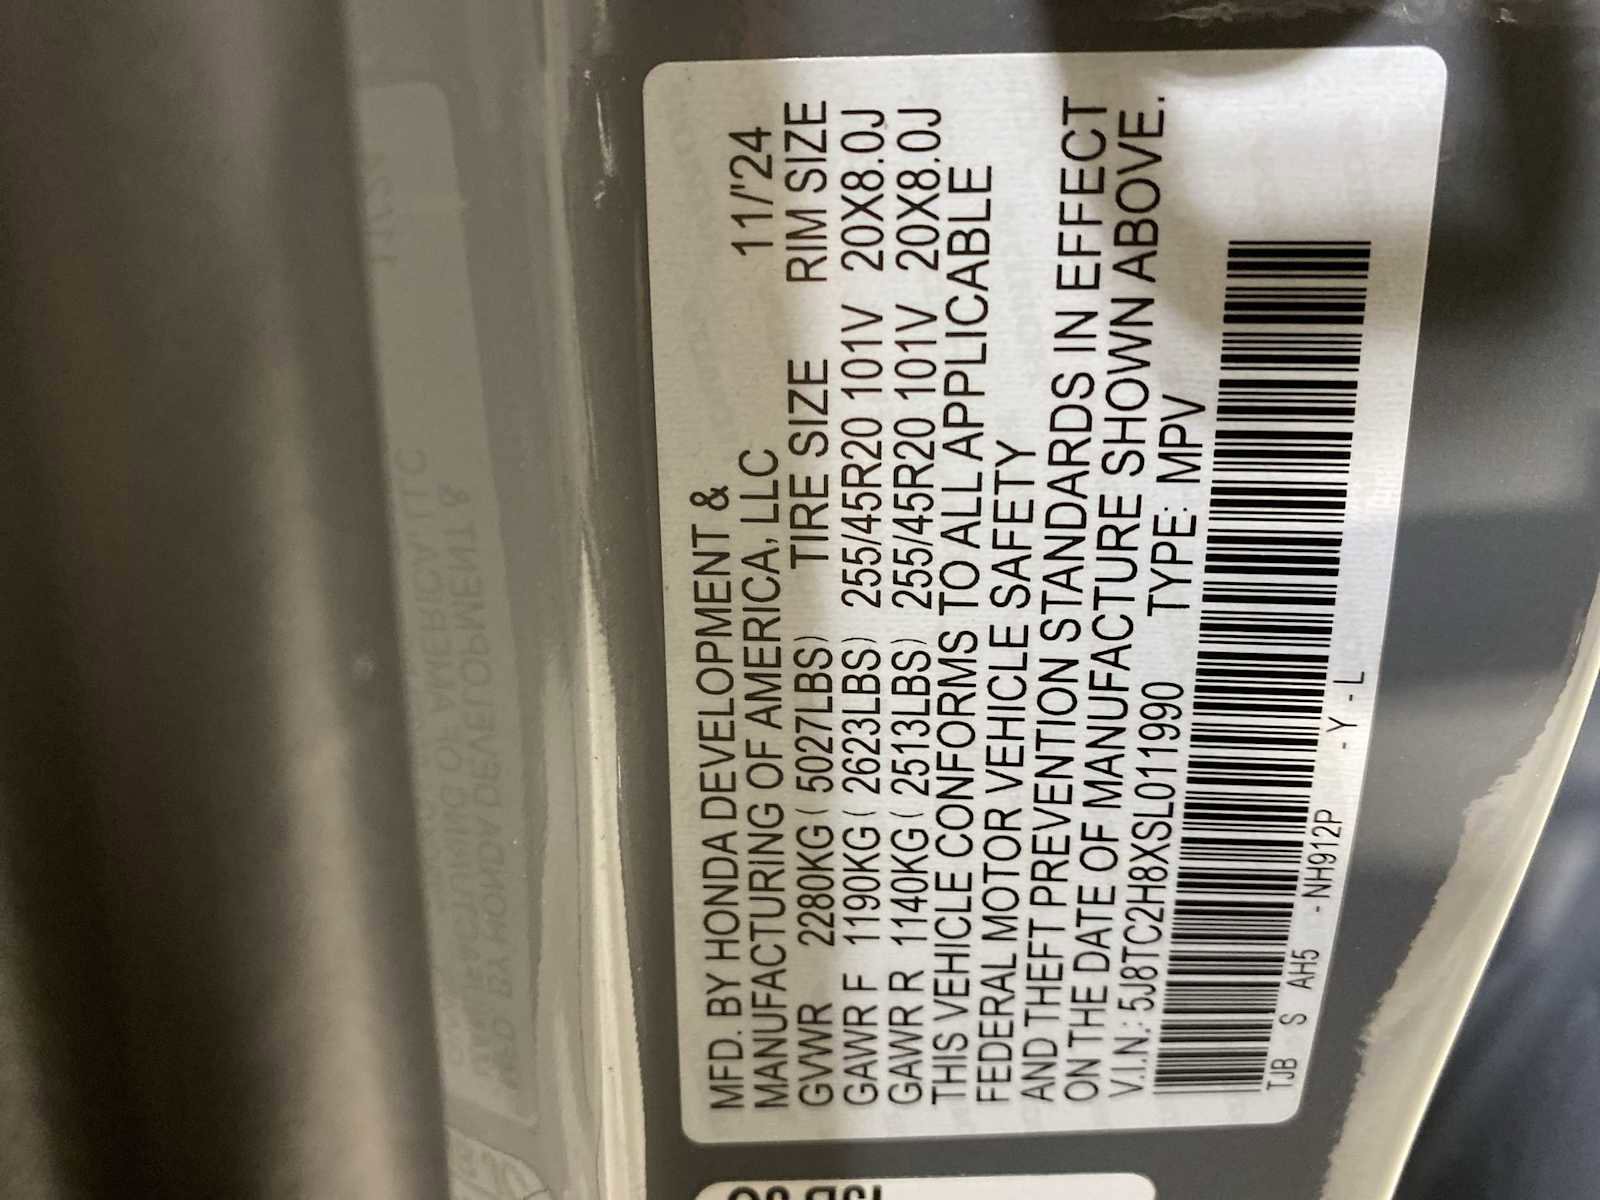 MFD. BY HONDA DEVELOPMENT &
MANUFACTURING OF AMERICA, LLC 11/'24
GVWR 2280KG ( 5027LBS) TIRE SIZE RIM SIZE
GAWR F 1190KG ( 2623LBS) 255/45R20 101V 20X8.0J
GAWR R 1140KG ( 2513LBS) 255/45R20 101V 20X8.0J
THIS VEHICLE CONFORMS TO ALL APPLICABLE
FEDERAL MOTOR VEHICLE SAFETY
AND THEFT PREVENTION STANDARDS IN EFFECT
ON THE DATE OF MANUFACTURE SHOWN ABOVE.
V.I.N.: 5J8TC2H8XSL011990 TYPE: MPV
TJB S AH5 - NH912P - Y - L